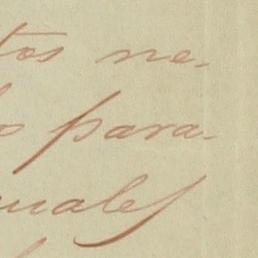 tos ne-
o para-
uales